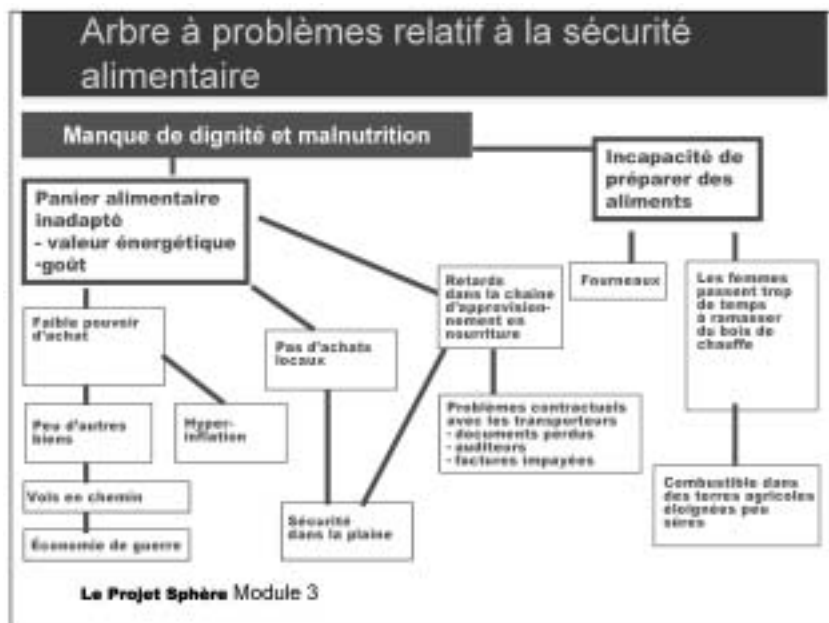 Arbre à problèmes relatif à la sécurité
alimentaire
Manque de dignité et malnutrition
Incapacité de
préparer des
aliments
Panier alimentaire
inadapté
- valeur énergétique
-goût
Retards
dans la chaîne
d'approvision-
nement en
nourriture
Fourneaux
Les femmes
passent trop
de temps
à ramasser
du bois de
chauffe
Faible pouvoir
d'achat
Pas d'achats
locaux
Peu d'autres
biens
Hyper-
inflation
Problèmes contractuels
avec les transporteurs
- documents perdus
- auditeurs
- factures impayées
Vols en chemin
Économie de guerre
Sécurité
dans la plaine
Combustible dans
des terres agricoles
éloignées peu
sûres
Le Projet Sphère Module 3